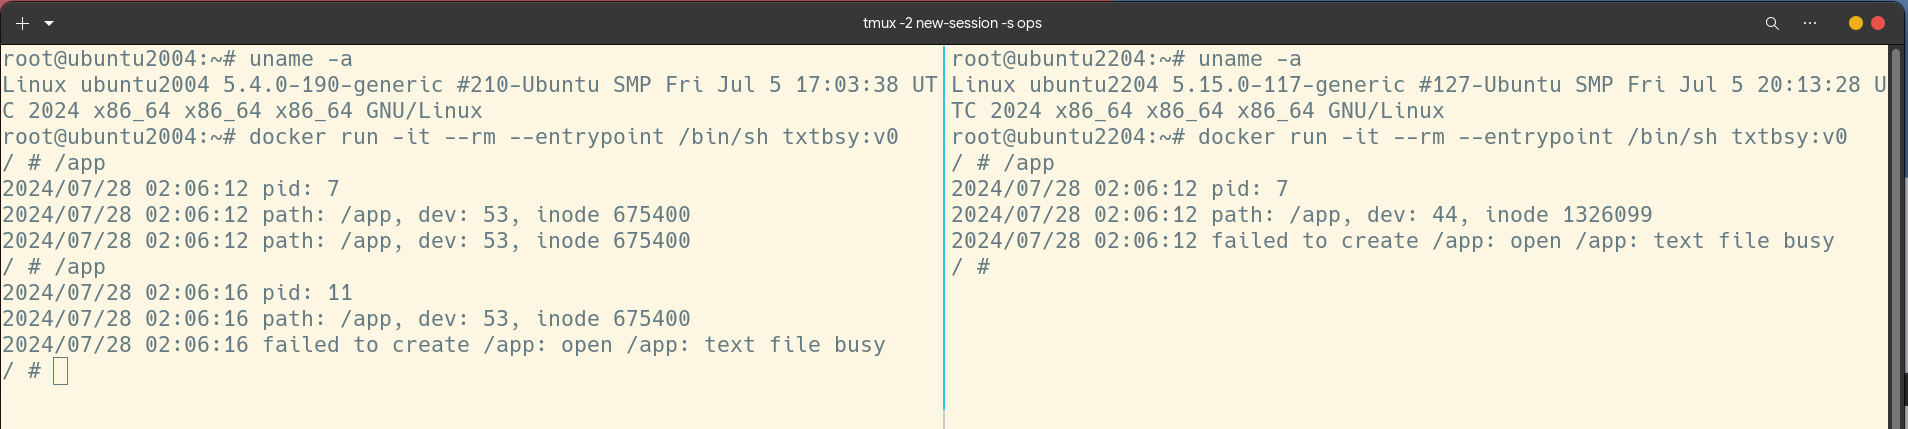 tmux -2 new-session -s ops
root@ubuntu2004:~# uname -a
Linux ubuntu2004 5.4.0-190-generic #210-Ubuntu SMP Fri Jul 5 17:03:38 UT
C 2024 x86_64 x86_64 x86_64 GNU/Linux
root@ubuntu2004:~# docker run -it --rm --entrypoint /bin/sh txtbsy:v0
/ # /app
2024/07/28 02:06:12 pid: 7
2024/07/28 02:06:12 path: /app, dev: 53, inode 675400
2024/07/28 02:06:12 path: /app, dev: 53, inode 675400
/ # /app
2024/07/28 02:06:16 pid: 11
2024/07/28 02:06:16 path: /app, dev: 53, inode 675400
2024/07/28 02:06:16 failed to create /app: open /app: text file busy
/ #
root@ubuntu2204:~# uname -a
Linux ubuntu2204 5.15.0-117-generic #127-Ubuntu SMP Fri Jul 5 20:13:28 U
TC 2024 x86_64 x86_64 x86_64 GNU/Linux
root@ubuntu2204:~# docker run -it --rm --entrypoint /bin/sh txtbsy:v0
/ # /app
2024/07/28 02:06:12 pid: 7
2024/07/28 02:06:12 path: /app, dev: 44, inode 1326099
2024/07/28 02:06:12 failed to create /app: open /app: text file busy
/ #